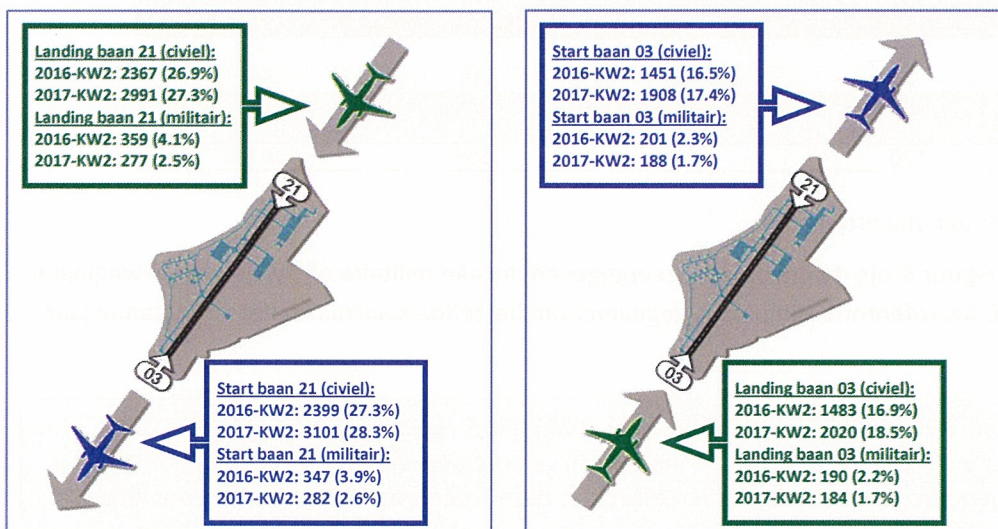 Landing baan 21 (civiel):
2016-KW2: 2367 (26.9%)
2017-KW2: 2991 (27.3%)
Landing baan 21 (militair):
2016-KW2: 359 (4.1%)
2017-KW2: 277 (2.5%)
21
03
Start baan 21 (civiel):
2016-KW2: 2399 (27.3%)
2017-KW2: 3101 (28.3%)
Start baan 21 (militair):
2016-KW2: 347 (3.9%)
2017-KW2: 282 (2.6%)
Start baan 03 (civiel):
2016-KW2: 1451 (16.5%)
2017-KW2: 1908 (17.4%)
Start baan 03 (militair):
2016-KW2: 201 (2.3%)
2017-KW2: 188 (1.7%)
21
03
Landing baan 03 (civiel):
2016-KW2: 1483 (16.9%)
2017-KW2: 2020 (18.5%)
Landing baan 03 (militair):
2016-KW2: 190 (2.2%)
2017-KW2: 184 (1.7%)